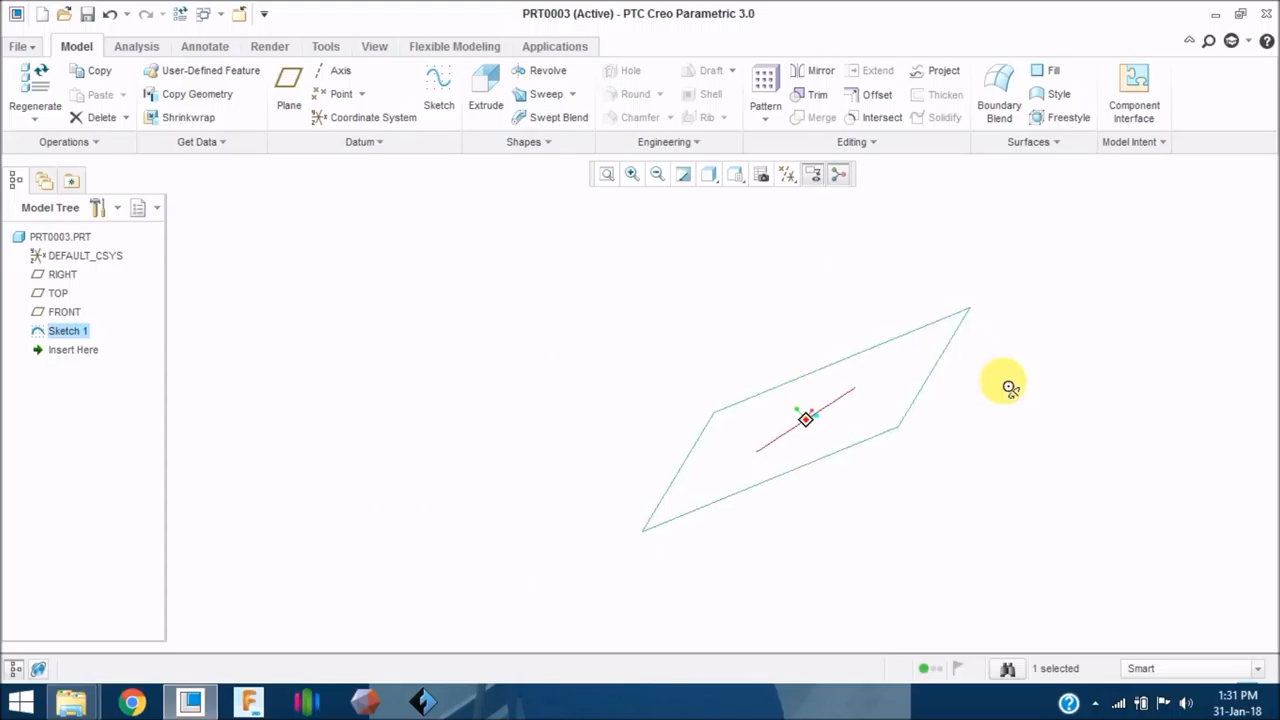 PRT0003 (Active) - PTC Creo Parametric 3.0
File Model Analysis Annotate Render Tools View Flexible Modeling Applications
Regenerate
Copy
Paste
Delete
Operations
User-Defined Feature
Copy Geometry
Shrinkwrap
Get Data
Plane
Axis
Point
Coordinate System
Sketch
Datum
Extrude
Revolve
Sweep
Swept Blend
Shapes
Hole
Round
Chamfer
Draft
Shell
Rib
Engineering
Pattern
Mirror
Trim
Merge
Extend
Offset
Intersect
Project
Thicken
Solidify
Editing
Boundary
Blend
Fill
Style
Freestyle
Surfaces
Component
Interface
Model Intent
Model Tree
PRT0003.PRT
DEFAULT_CSYS
RIGHT
TOP
FRONT
Sketch 1
Insert Here
1 selected
Smart
1:31 PM
31-Jan-18